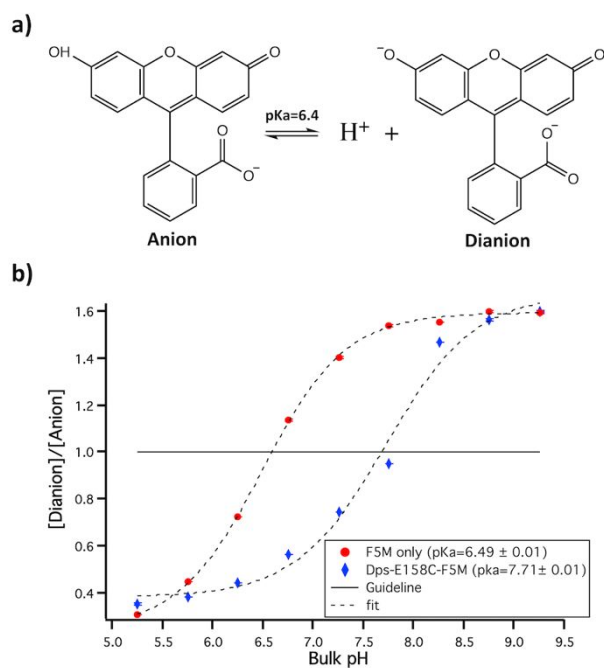 a)
OH
O
O
O
O⁻
Anion
pKa=6.4
H⁺ +
⁻O
O
O
O⁻
O
Dianion
b)
[Dianion]/[Anion]
1.6
1.4
1.2
1.0
0.8
0.6
0.4
F5M only (pKa=6.49 ± 0.01)
Dps-E158C-F5M (pka=7.71± 0.01)
Guideline
fit
5.0 5.5 6.0 6.5 7.0 7.5 8.0 8.5 9.0 9.5
Bulk pH